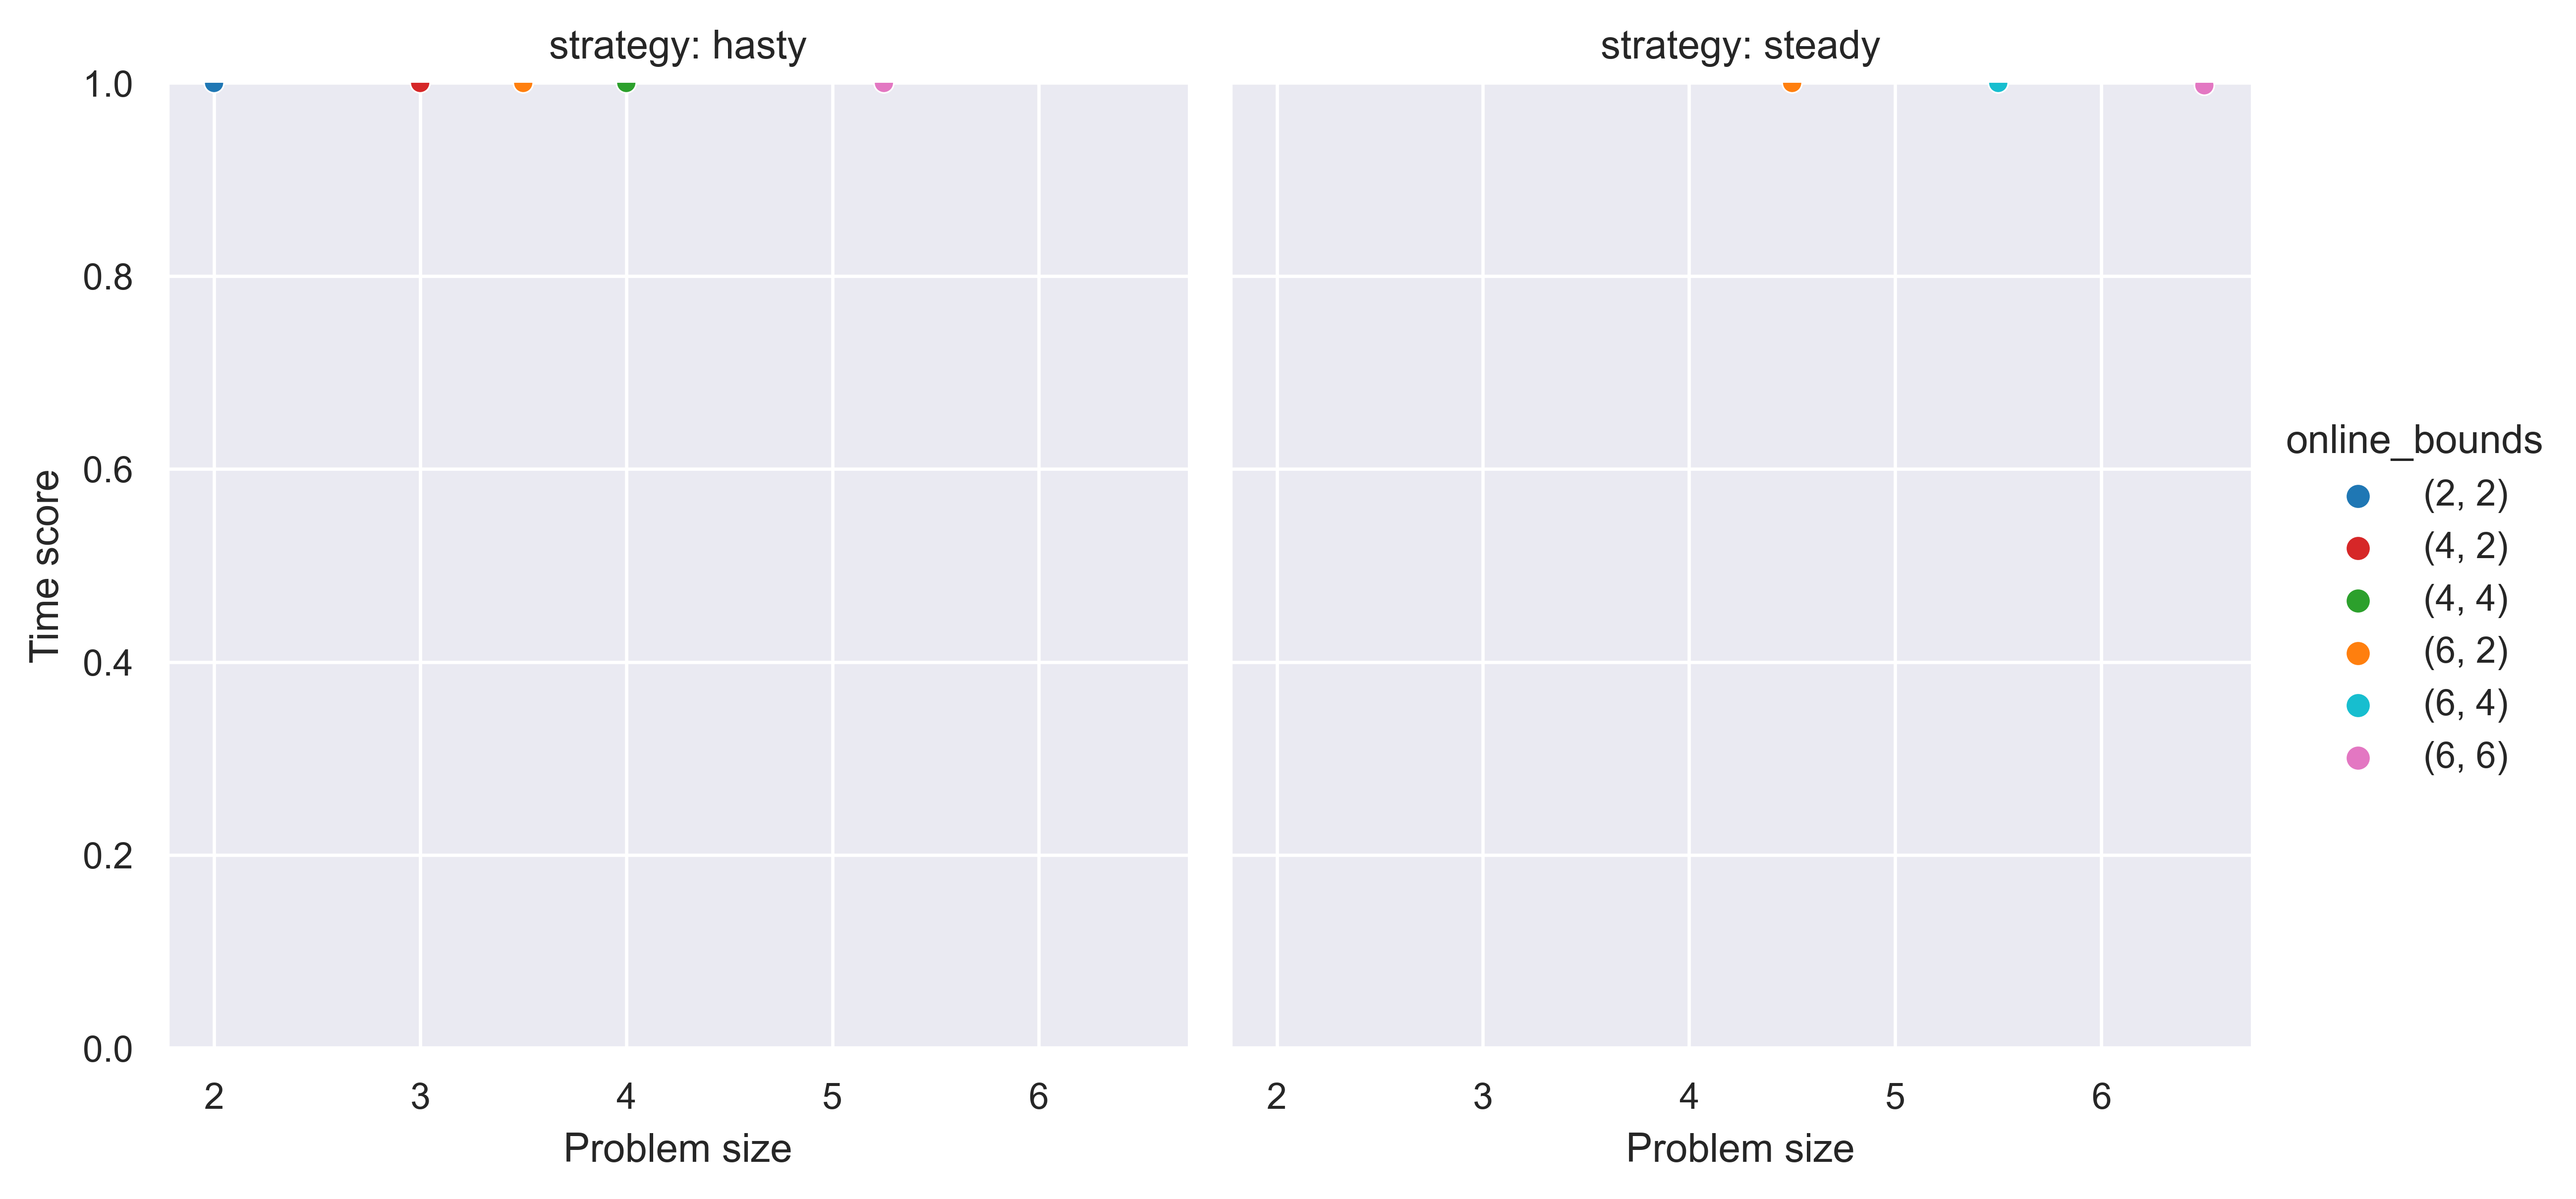 strategy: hasty
strategy: steady
1.0
0.8
0.6
0.4
0.2
0.0
Time score
2 3 4 5 6
2 3 4 5 6
Problem size
Problem size
online_bounds
(2, 2)
(4, 2)
(4, 4)
(6, 2)
(6, 4)
(6, 6)